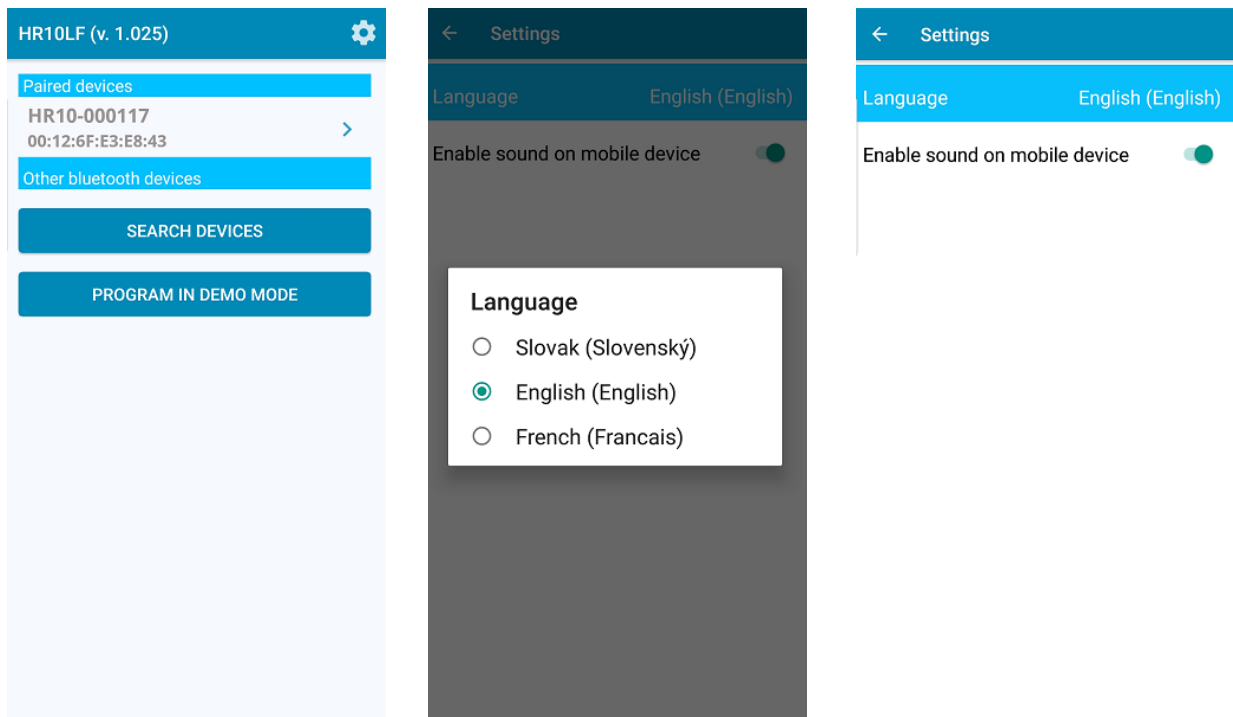 HR10LF (v. 1.025)
Paired devices
HR10-000117
00:12:6F:E3:E8:43
Other bluetooth devices
SEARCH DEVICES
PROGRAM IN DEMO MODE
Settings
Language English (English)
Enable sound on mobile device
Language
Slovak (Slovenský)
English (English)
French (Francais)
Settings
Language English (English)
Enable sound on mobile device